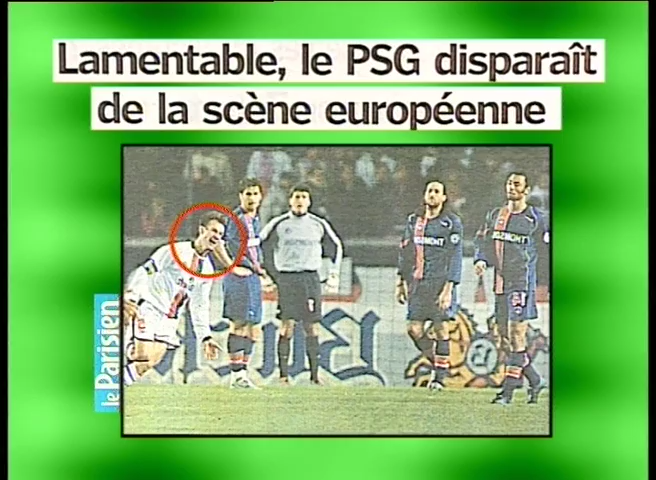 Lamentable, le PSG disparaît
de la scène européenne
le Parisien